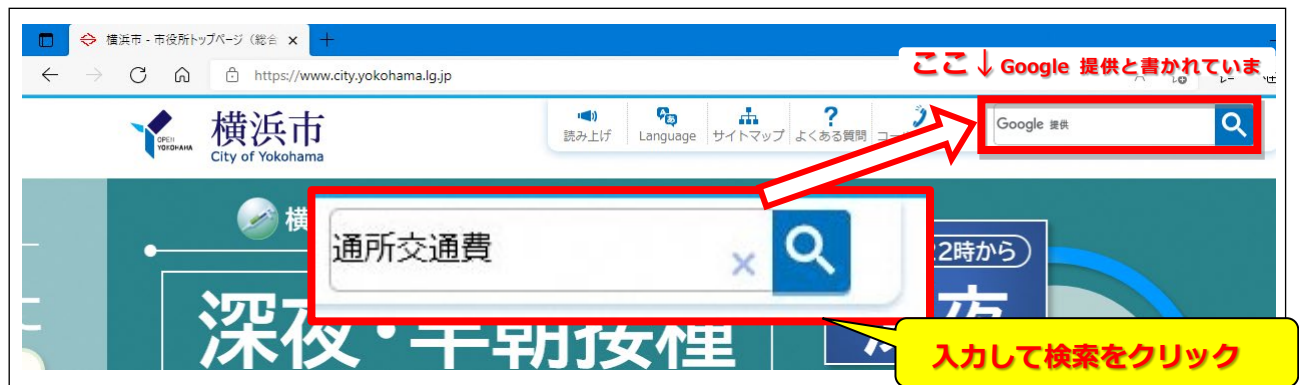 横浜市 - 市役所トップページ (総合
https://www.city.yokohama.lg.jp
ここ↓Google 提供と書かれていま
OPEN
YOKOHAMA
横浜市
City of Yokohama
読み上げ
Language
サイトマップ
よくある質問
コー
Google 提供
横
通所交通費
22時から
深夜・早朝接種
入力して検索をクリック